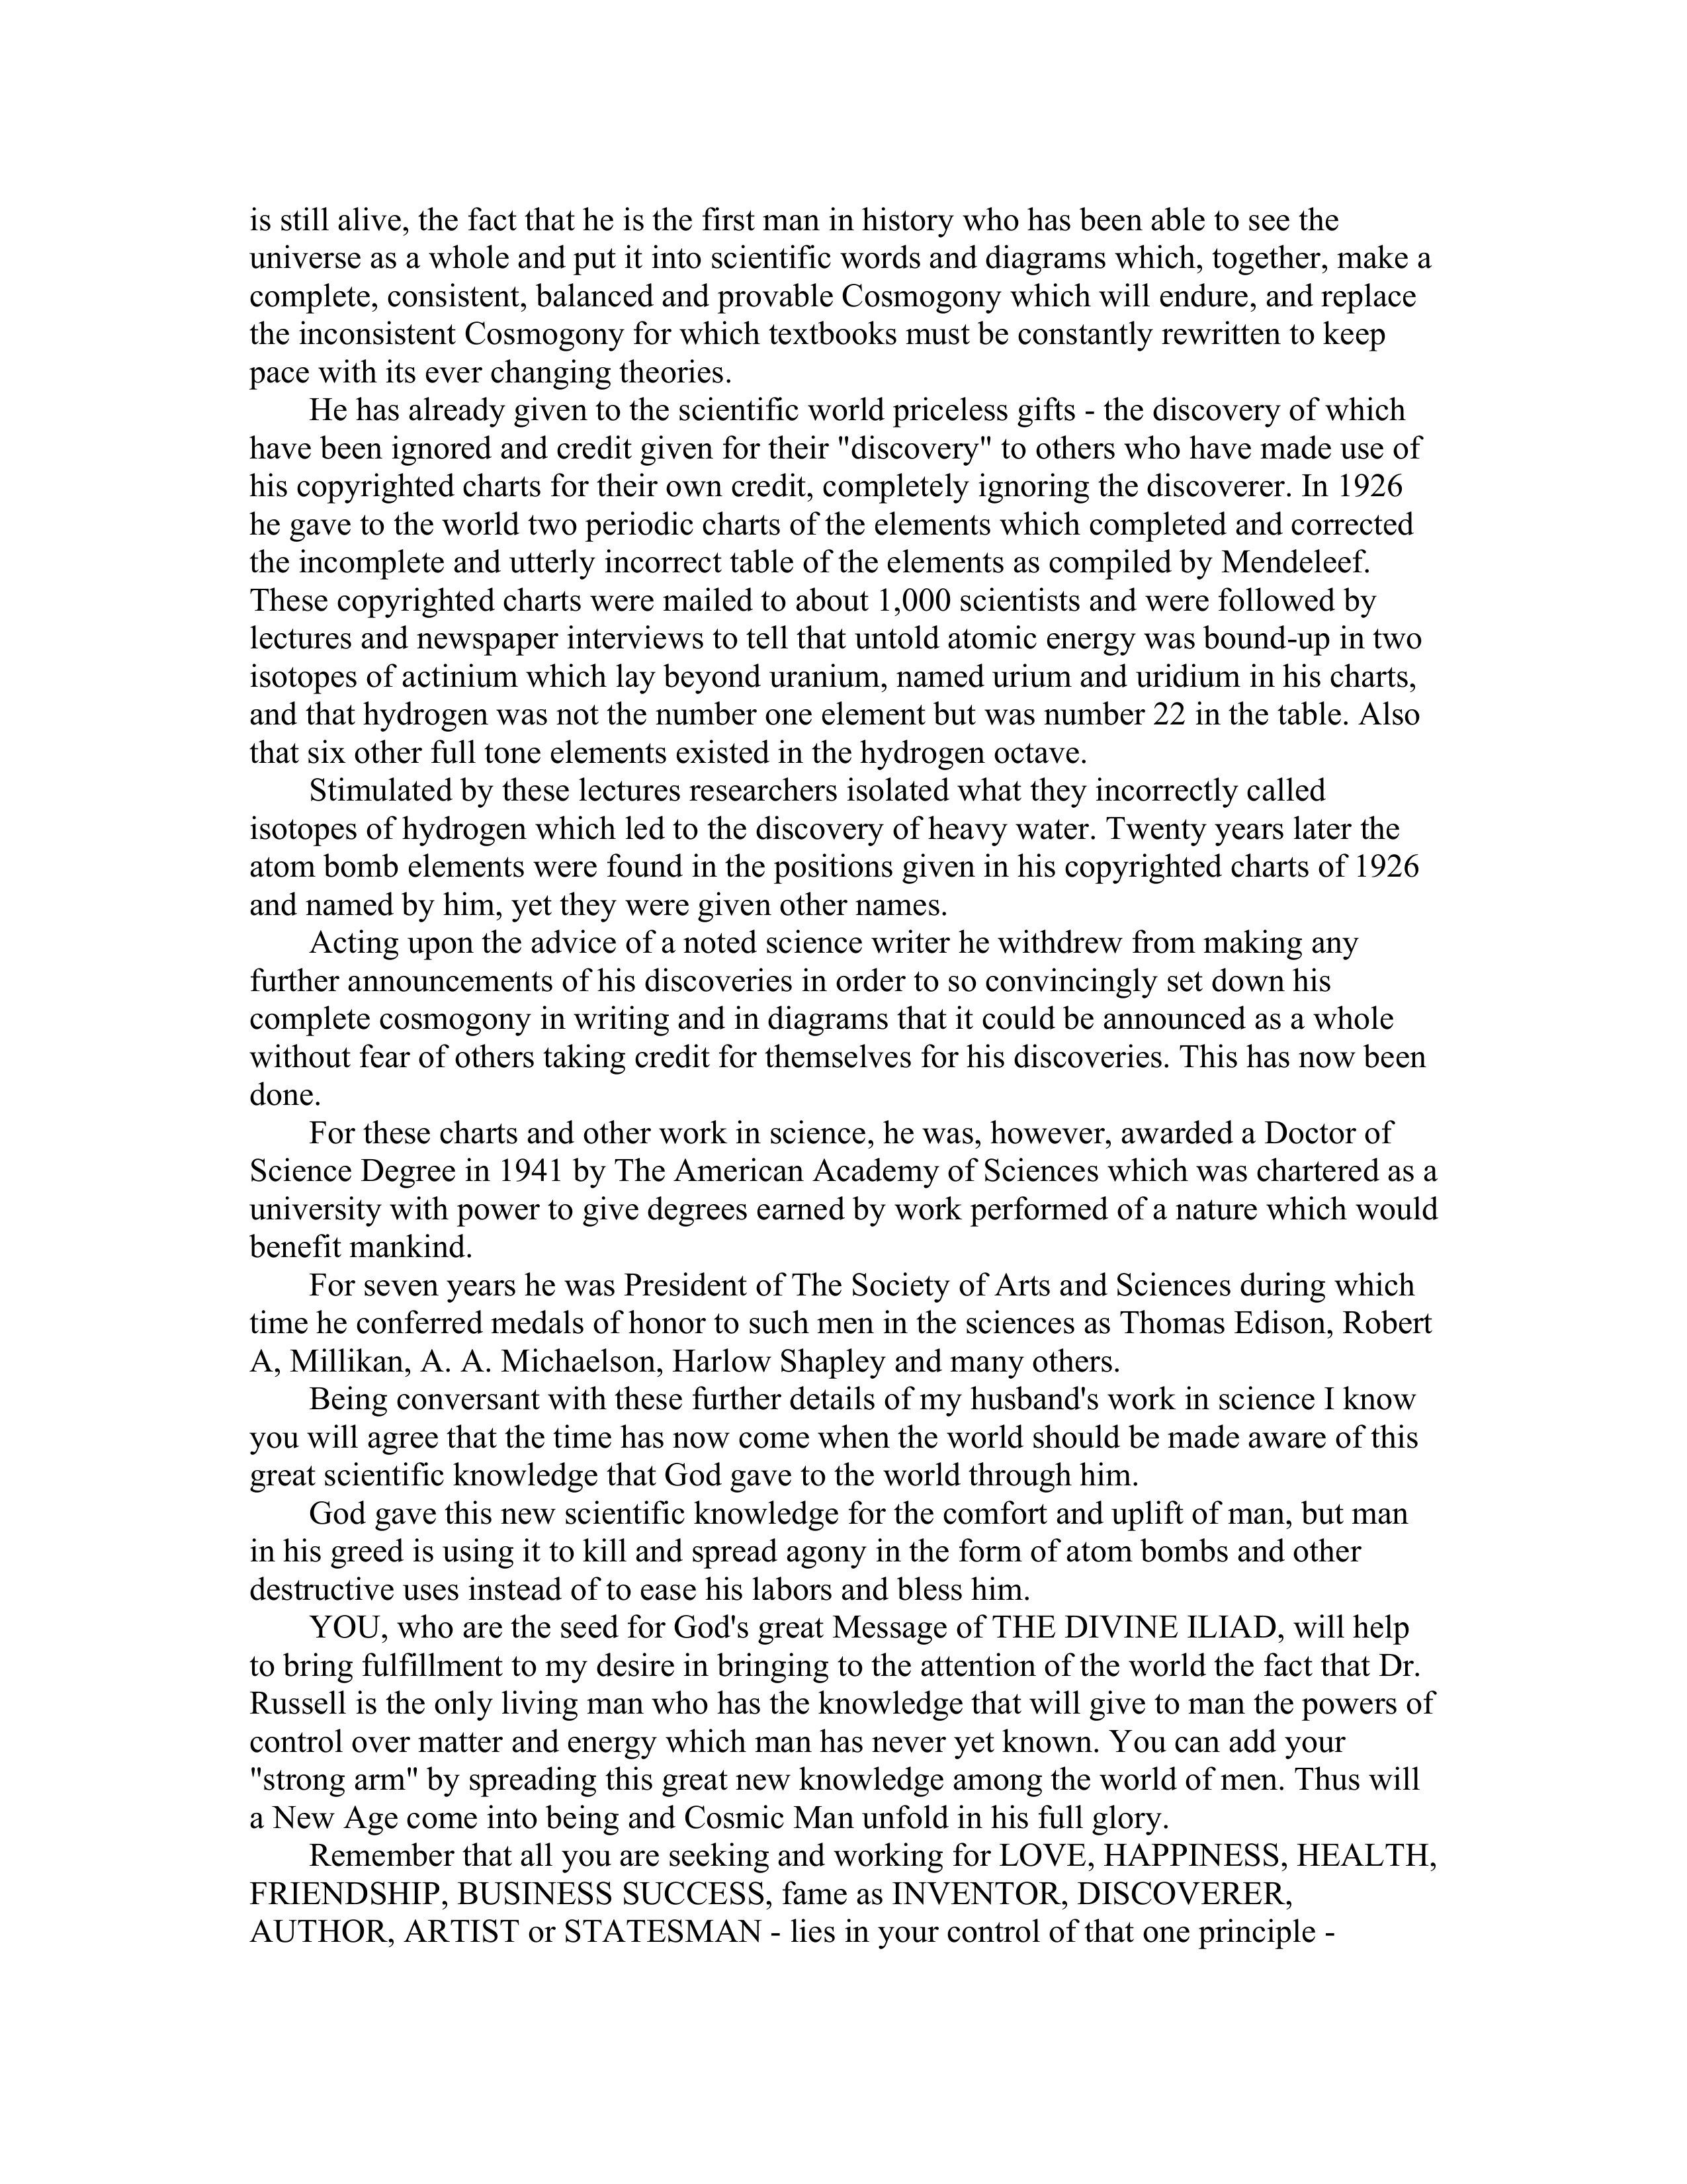 is still alive, the fact that he is the first man in history who has been able to see the
universe as a whole and put it into scientific words and diagrams which, together, make a
complete, consistent, balanced and provable Cosmogony which will endure, and replace
the inconsistent Cosmogony for which textbooks must be constantly rewritten to keep
pace with its ever changing theories.
He has already given to the scientific world priceless gifts - the discovery of which
have been ignored and credit given for their "discovery" to others who have made use of
his copyrighted charts for their own credit, completely ignoring the discoverer. In 1926
he gave to the world two periodic charts of the elements which completed and corrected
the incomplete and utterly incorrect table of the elements as compiled by Mendeleef.
These copyrighted charts were mailed to about 1,000 scientists and were followed by
lectures and newspaper interviews to tell that untold atomic energy was bound-up in two
isotopes of actinium which lay beyond uranium, named urium and uridium in his charts,
and that hydrogen was not the number one element but was number 22 in the table. Also
that six other full tone elements existed in the hydrogen octave.
Stimulated by these lectures researchers isolated what they incorrectly called
isotopes of hydrogen which led to the discovery of heavy water. Twenty years later the
atom bomb elements were found in the positions given in his copyrighted charts of 1926
and named by him, yet they were given other names.
Acting upon the advice of a noted science writer he withdrew from making any
further announcements of his discoveries in order to so convincingly set down his
complete cosmogony in writing and in diagrams that it could be announced as a whole
without fear of others taking credit for themselves for his discoveries. This has now been
done.
For these charts and other work in science, he was, however, awarded a Doctor of
Science Degree in 1941 by The American Academy of Sciences which was chartered as a
university with power to give degrees earned by work performed of a nature which would
benefit mankind.
For seven years he was President of The Society of Arts and Sciences during which
time he conferred medals of honor to such men in the sciences as Thomas Edison, Robert
A, Millikan, A. A. Michaelson, Harlow Shapley and many others.
Being conversant with these further details of my husband's work in science I know
you will agree that the time has now come when the world should be made aware of this
great scientific knowledge that God gave to the world through him.
God gave this new scientific knowledge for the comfort and uplift of man, but man
in his greed is using it to kill and spread agony in the form of atom bombs and other
destructive uses instead of to ease his labors and bless him.
YOU, who are the seed for God's great Message of THE DIVINE ILIAD, will help
to bring fulfillment to my desire in bringing to the attention of the world the fact that Dr.
Russell is the only living man who has the knowledge that will give to man the powers of
control over matter and energy which man has never yet known. You can add your
"strong arm" by spreading this great new knowledge among the world of men. Thus will
a New Age come into being and Cosmic Man unfold in his full glory.
Remember that all you are seeking and working for LOVE, HAPPINESS, HEALTH,
FRIENDSHIP, BUSINESS SUCCESS, fame as INVENTOR, DISCOVERER,
AUTHOR, ARTIST or STATESMAN - lies in your control of that one principle -